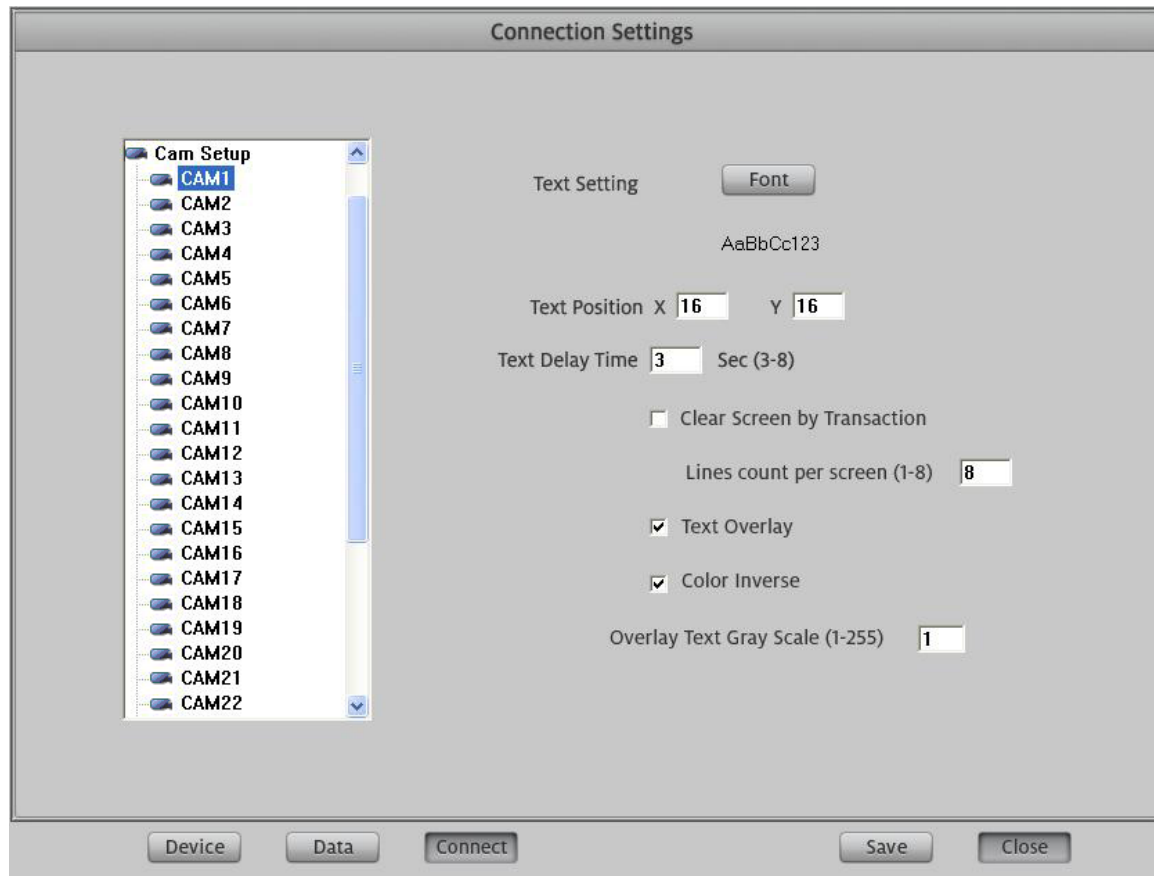 Connection Settings
Cam Setup
CAM1
CAM2
CAM3
CAM4
CAM5
CAM6
CAM7
CAM8
CAM9
CAM10
CAM11
CAM12
CAM13
CAM14
CAM15
CAM16
CAM17
CAM18
CAM19
CAM20
CAM21
CAM22
Text Setting Font
AaBbCc123
Text Position X 16 Y 16
Text Delay Time 3 Sec (3-8)
Clear Screen by Transaction
Lines count per screen (1-8) 8
Text Overlay
Color Inverse
Overlay Text Gray Scale (1-255) 1
Device Data Connect Save Close